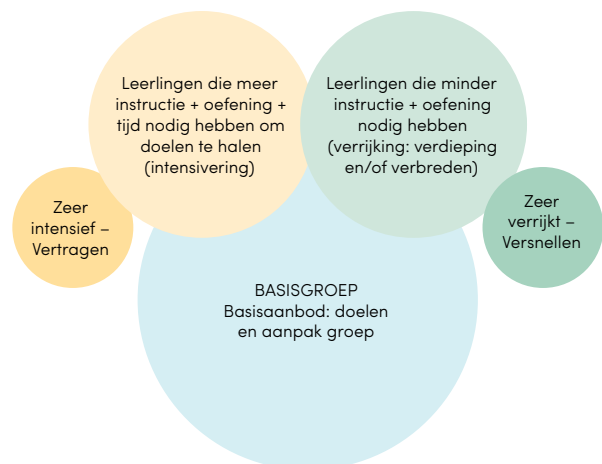 Leerlingen die meer
instructie + oefening +
tijd nodig hebben om
doelen te halen
(intensivering)
Leerlingen die minder
instructie + oefening
nodig hebben
(verrijking: verdieping
en/of verbreden)
Zeer
intensief –
Vertragen
Zeer
verrijkt –
Versnellen
BASISGROEP
Basisaanbod: doelen
en aanpak groep